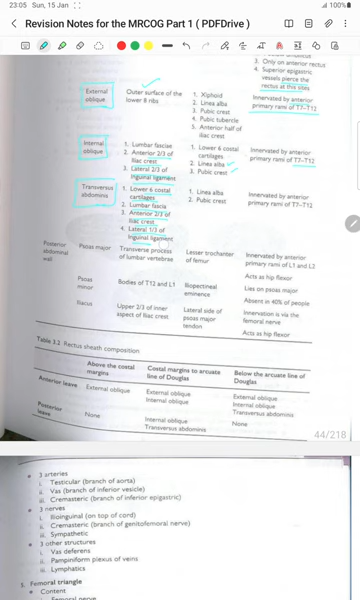 23:05 Sun, 15 Jan
100%
Revision Notes for the MRCOG Part 1 ( PDFDrive )
3. Only on anterior rectus
4. Superior epigastric
vessels pierce the
rectus at this sites
External oblique
Outer surface of the lower 8 ribs
1. Xiphoid
2. Linea alba
3. Pubic crest
4. Pubic tubercle
5. Anterior half of iliac crest
Innervated by anterior primary rami of T7–T12
Internal oblique
1. Lumbar fasciae
2. Anterior 2/3 of iliac crest
3. Lateral 2/3 of inguinal ligament
1. Lower 6 costal cartilages
2. Linea alba
3. Pubic crest
Innervated by anterior primary rami of T7–T12
Transversus abdominis
1. Lower 6 costal cartilages
2. Lumbar fascia
3. Anterior 2/3 of iliac crest
4. Lateral 1/3 of inguinal ligament
1. Linea alba
2. Pubic crest
Innervated by anterior primary rami of T7–T12
Posterior abdominal wall
Psoas major
Transverse process of lumbar vertebrae
Lesser trochanter of femur
Innervated by anterior primary rami of L1 and L2
Acts as hip flexor
Psoas minor
Bodies of T12 and L1
Iliopectineal eminence
Lies on psoas major
Absent in 40% of people
Iliacus
Upper 2/3 of inner aspect of iliac crest
Lateral side of psoas major tendon
Innervation is via the femoral nerve
Acts as hip flexor
Table 3.2 Rectus sheath composition
Above the costal margins
Costal margins to arcuate line of Douglas
Below the arcuate line of Douglas
Anterior leave
External oblique
External oblique
Internal oblique
External oblique
Internal oblique
Transversus abdominis
Posterior leave
None
Internal oblique
Transversus abdominis
None
44/218
3 arteries
i. Testicular (branch of aorta)
ii. Vas (branch of inferior vesicle)
iii. Cremasteric (branch of inferior epigastric)
3 nerves
i. Ilioinguinal (on top of cord)
ii. Cremasteric (branch of genitofemoral nerve)
iii. Sympathetic
3 other structures
i. Vas deferens
ii. Pampiniform plexus of veins
iii. Lymphatics
5. Femoral triangle
Content
i. Femoral nerve